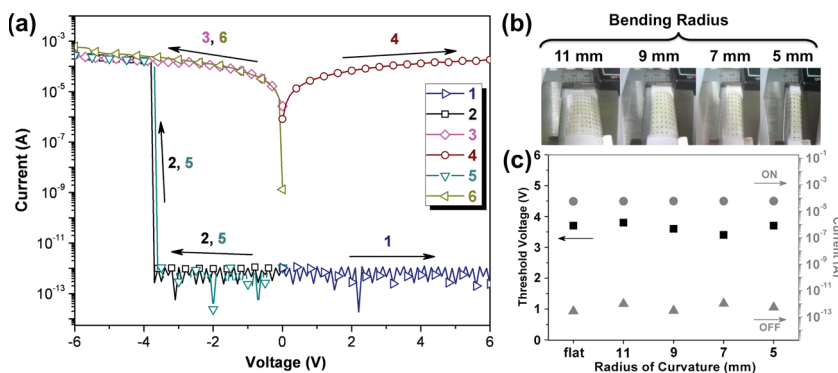 (a)
10⁻³
10⁻⁵
10⁻⁷
10⁻⁹
10⁻¹¹
10⁻¹³
Current (A)
-6 -4 -2 0 2 4 6
Voltage (V)
3, 6
4
2, 5
2, 5
1
1
2
3
4
5
6
(b)
Bending Radius
11 mm 9 mm 7 mm 5 mm
(c)
6
5
4
3
2
1
0
Threshold Voltage (V)
flat 11 9 7 5
Radius of Curvature (mm)
ON
OFF
10⁻¹
10⁻³
10⁻⁵
10⁻⁷
10⁻⁹
10⁻¹¹
10⁻¹³
Current (A)